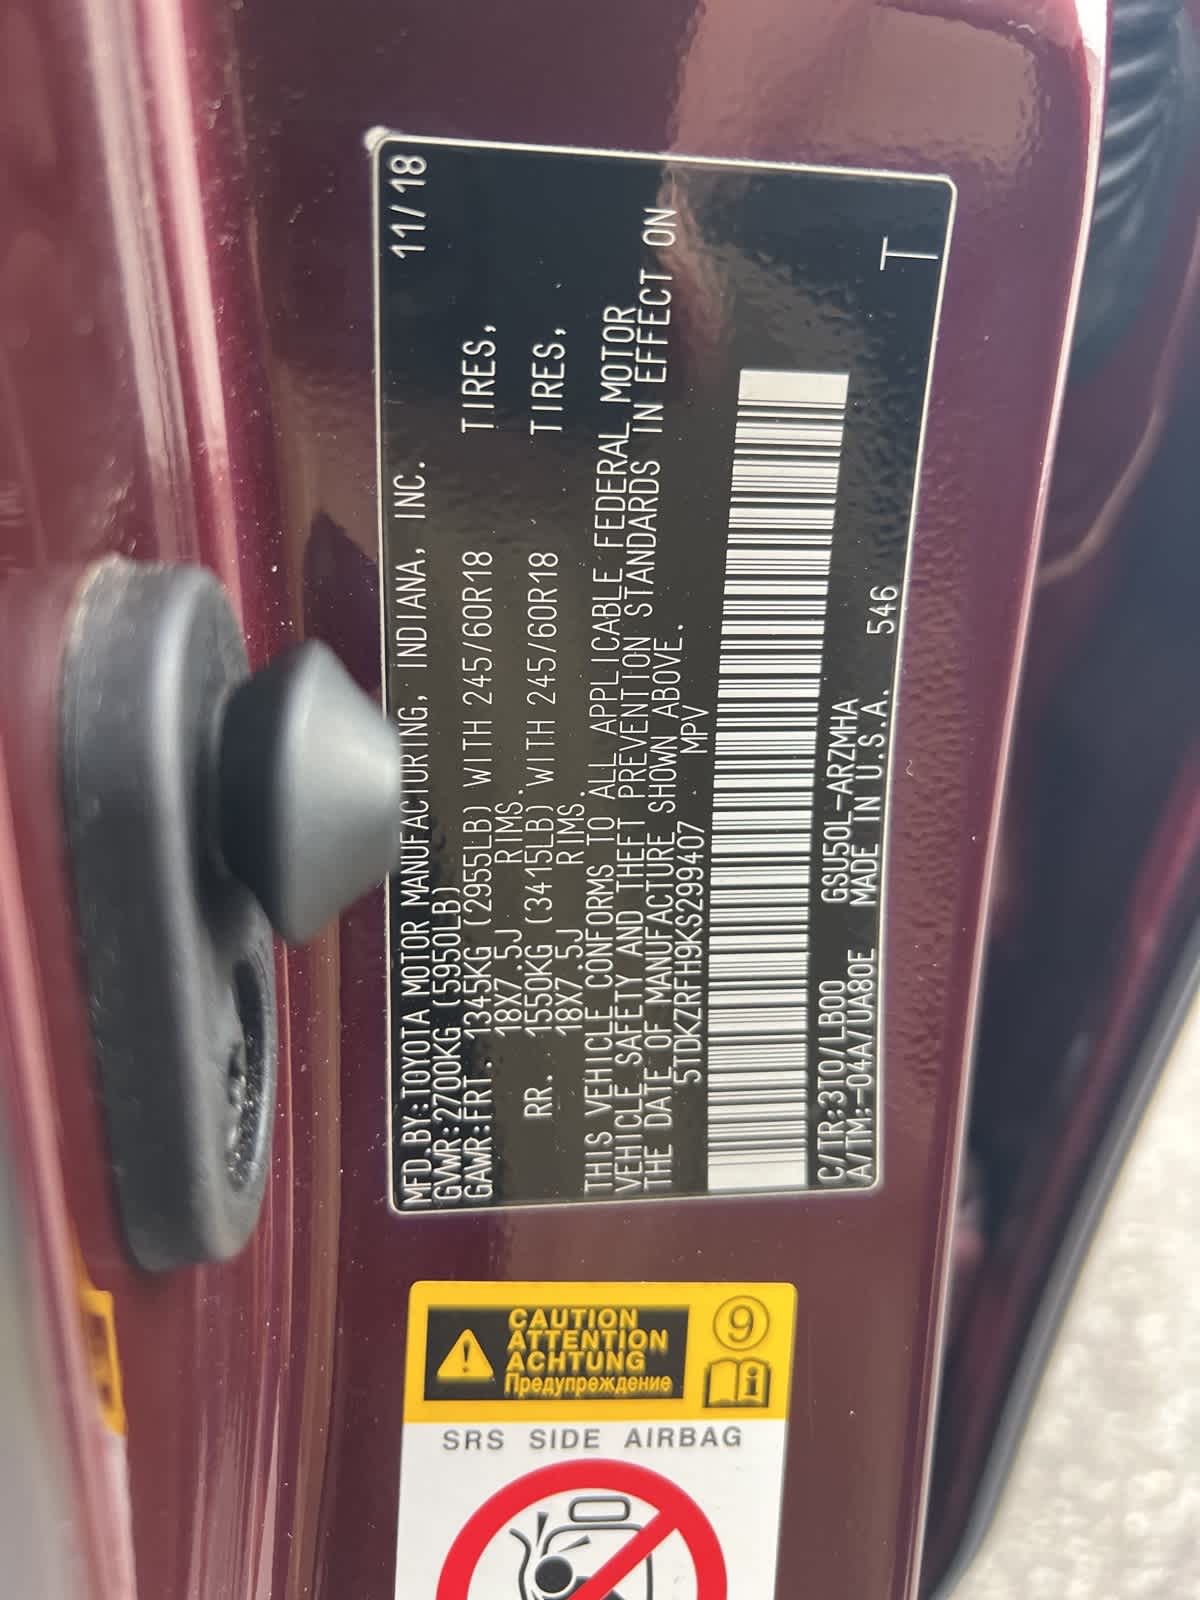 MFD.BY:TOYOTA MOTOR MANUFACTURING, INDIANA, INC. 11/18
GVWR:2700KG (5950LB)
GAWR:FRT. 1345KG (2955LB) WITH 245/60R18 TIRES,
18X7.5J RIMS.
RR. 1550KG (3415LB) WITH 245/60R18 TIRES,
18X7.5J RIMS.
THIS VEHICLE CONFORMS TO ALL APPLICABLE FEDERAL MOTOR
VEHICLE SAFETY AND THEFT PREVENTION STANDARDS IN EFFECT ON
THE DATE OF MANUFACTURE SHOWN ABOVE.
5TDKZRFH9KS299407 MPV
C/TR:3T0/LB00 GSU50L-ARZMHA
A/TM:-04A/UA80E MADE IN U.S.A. 546 T
CAUTION
ATTENTION
ACHTUNG
Предупреждение
9
i
SRS SIDE AIRBAG